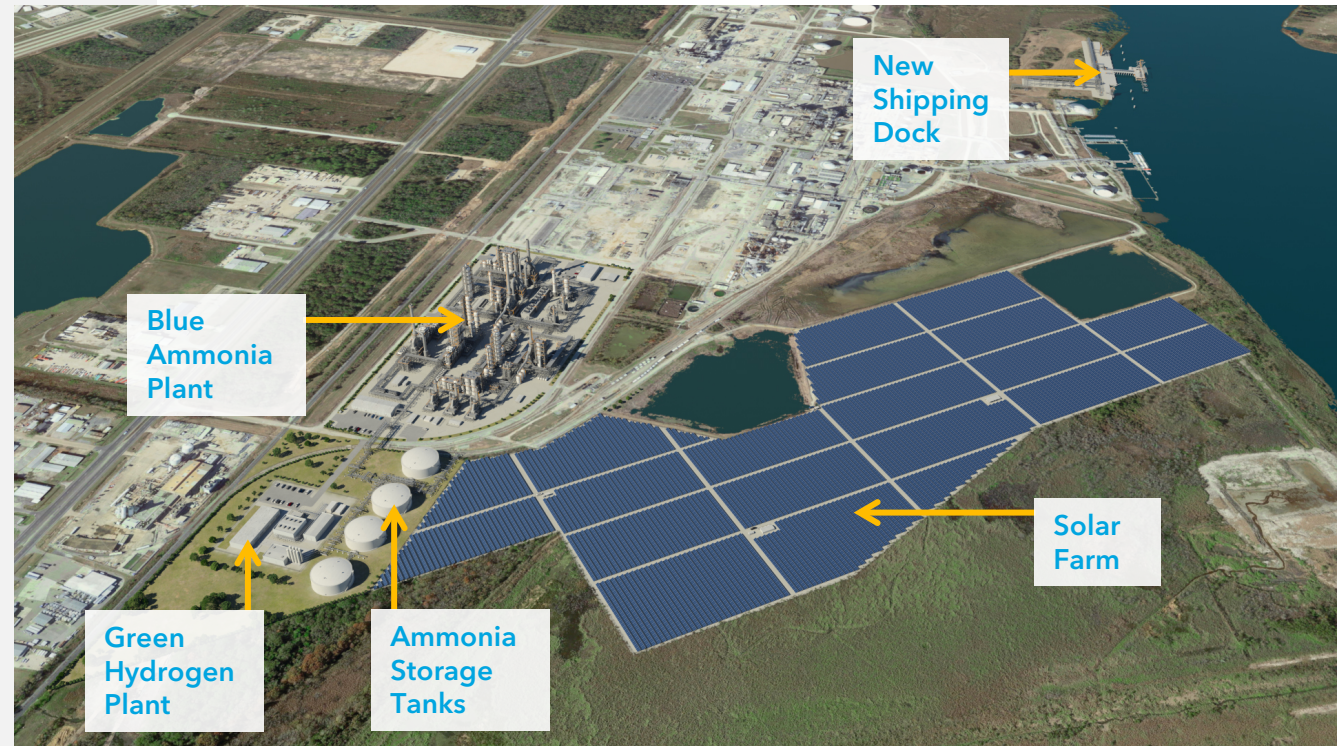 New
Shipping
Dock
Blue
Ammonia
Plant
Solar
Farm
Green
Hydrogen
Plant
Ammonia
Storage
Tanks